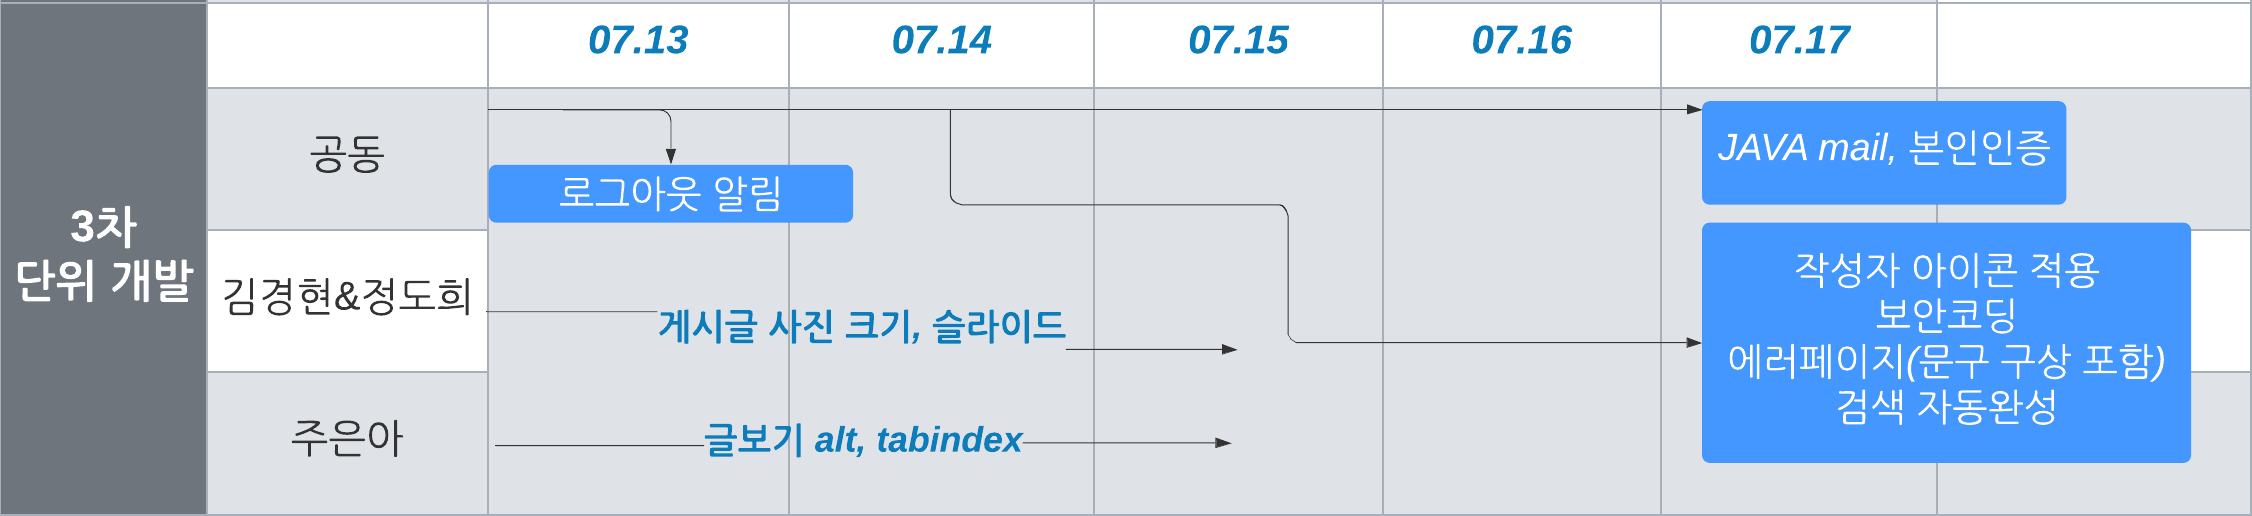 07.13
07.14
07.15
07.16
07.17
3차
단위 개발
공동
로그아웃 알림
JAVA mail, 본인인증
김경현&정도희
게시글 사진 크기, 슬라이드
작성자 아이콘 적용
보안코딩
에러페이지(문구 구상 포함)
검색 자동완성
주은아
글보기 alt, tabindex